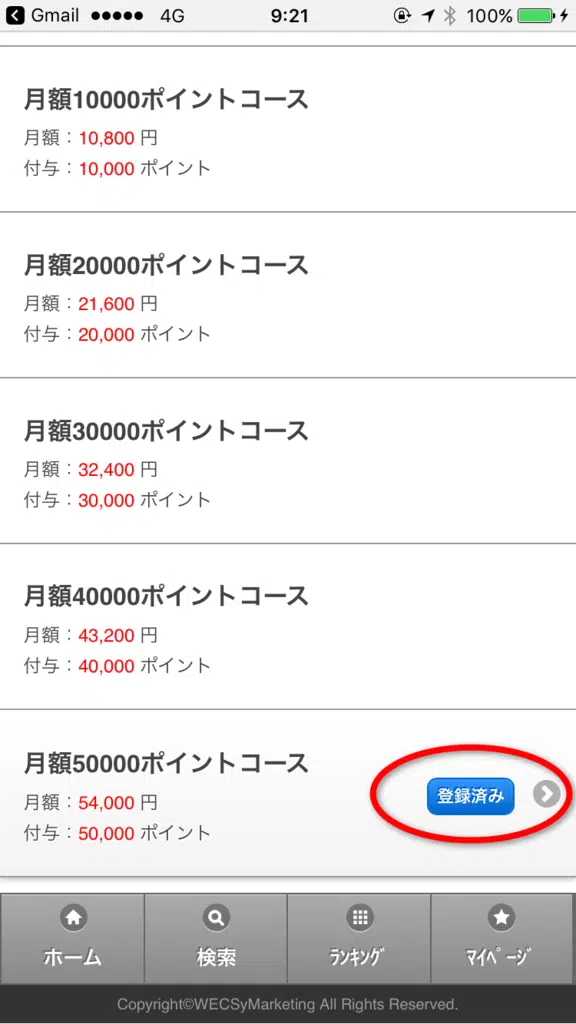 Gmail 4G 9:21 100%
月額10000ポイントコース
月額：10,800 円
付与：10,000 ポイント
月額20000ポイントコース
月額：21,600 円
付与：20,000 ポイント
月額30000ポイントコース
月額：32,400 円
付与：30,000 ポイント
月額40000ポイントコース
月額：43,200 円
付与：40,000 ポイント
月額50000ポイントコース
月額：54,000 円
付与：50,000 ポイント
登録済み
ホーム 検索 ﾗﾝｷﾝｸﾞ ﾏｲﾍﾟｰｼﾞ
Copyright©WECSyMarketing All Rights Reserved.